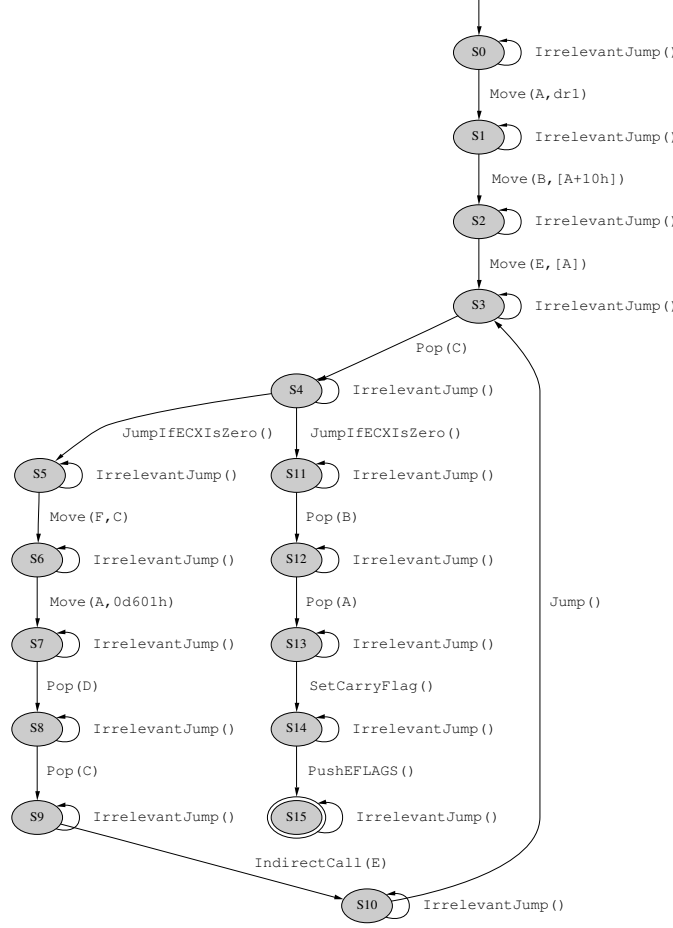 S0 IrrelevantJump()
Move(A,dr1)
S1 IrrelevantJump()
Move(B,[A+10h])
S2 IrrelevantJump()
Move(E,[A])
S3 IrrelevantJump()
Pop(C)
S4 IrrelevantJump()
JumpIfECXIsZero() JumpIfECXIsZero()
S5 IrrelevantJump() S11 IrrelevantJump()
Move(F,C) Pop(B)
S6 IrrelevantJump() S12 IrrelevantJump()
Move(A,0d601h) Pop(A) Jump()
S7 IrrelevantJump() S13 IrrelevantJump()
Pop(D) SetCarryFlag()
S8 IrrelevantJump() S14 IrrelevantJump()
Pop(C) PushEFLAGS()
S9 IrrelevantJump() S15 IrrelevantJump()
IndirectCall(E)
S10 IrrelevantJump()